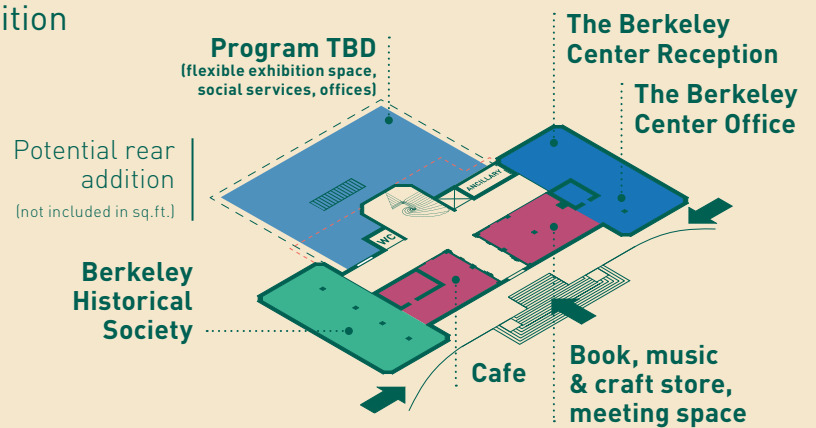 ition
Program TBD
(flexible exhibition space,
social services, offices)
The Berkeley
Center Reception
The Berkeley
Center Office
Potential rear
addition
(not included in sq.ft.)
ANCILLARY
WC
Berkeley
Historical
Society
Cafe
Book, music
& craft store,
meeting space